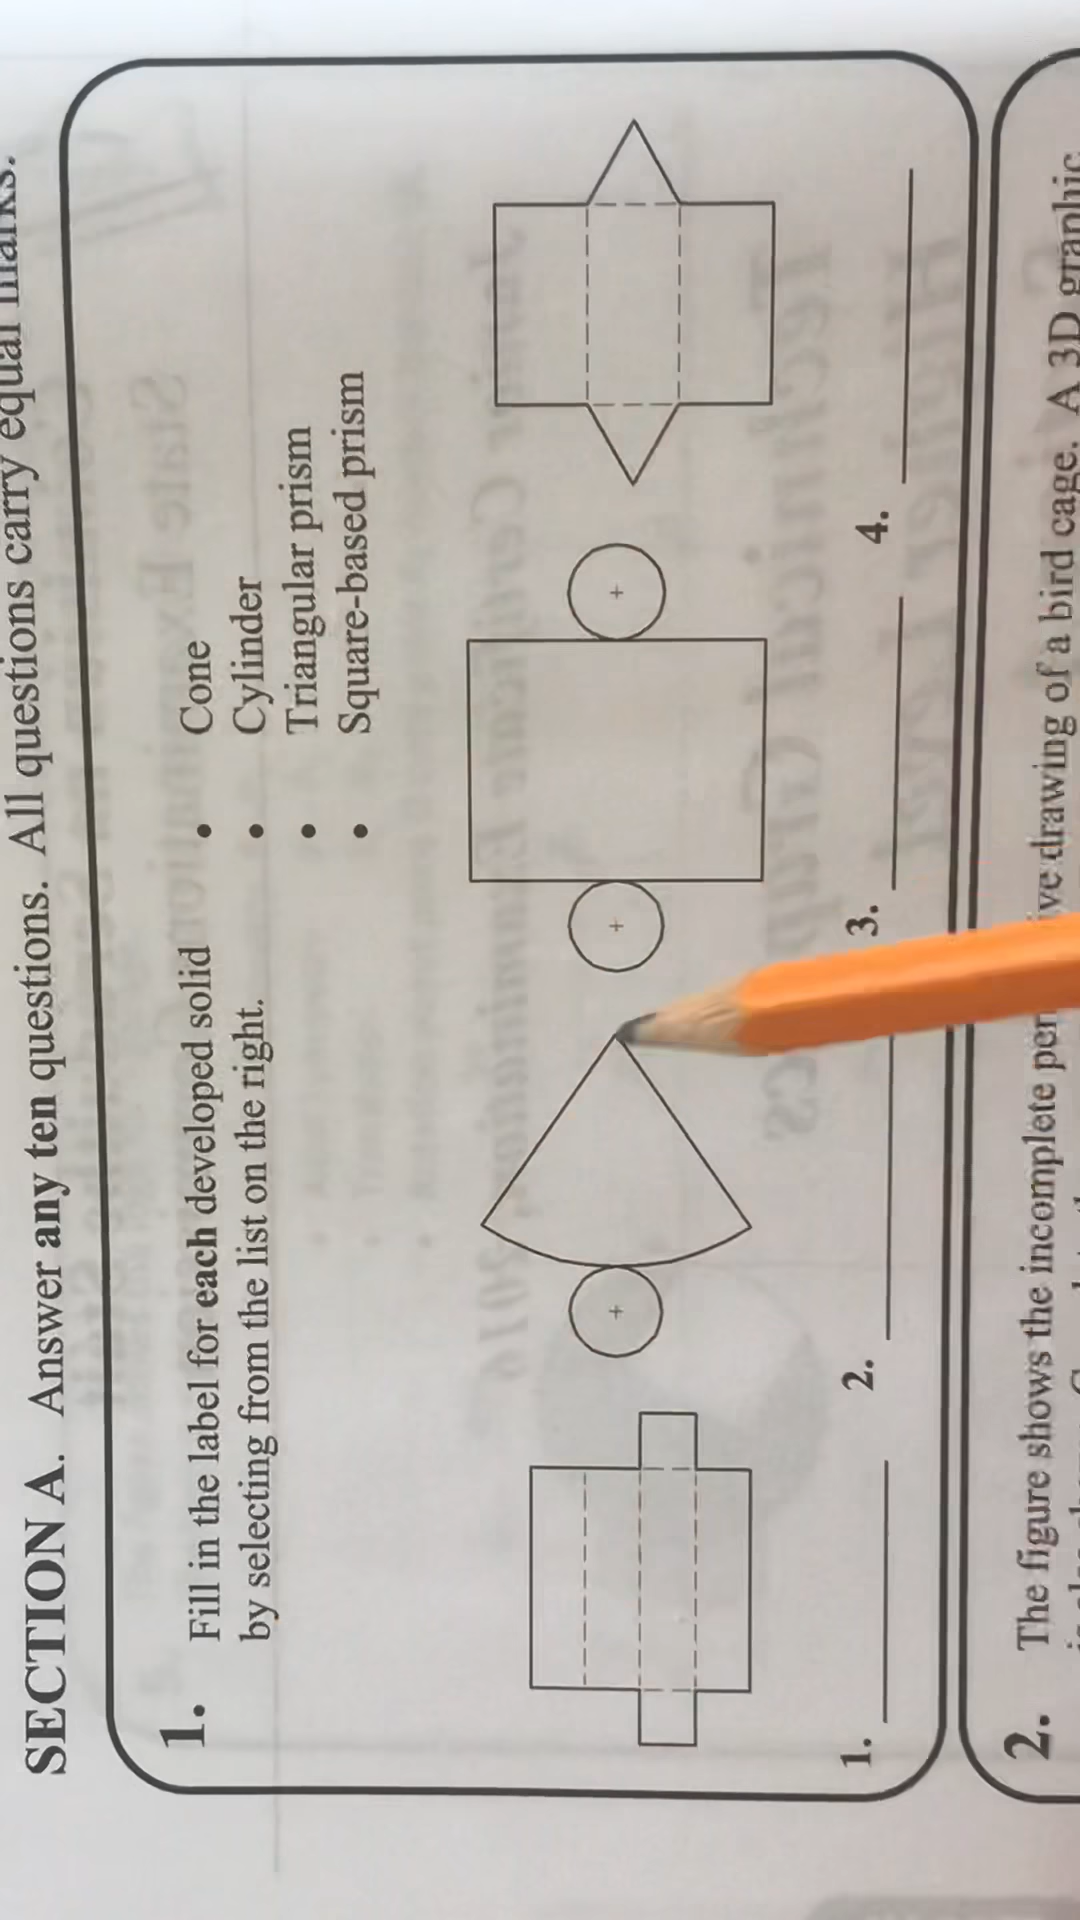 SECTION A. Answer any ten questions. All questions carry equal marks.
1. Fill in the label for each developed solid
by selecting from the list on the right.
• Cone
• Cylinder
• Triangular prism
• Square-based prism
1.
2.
3.
4.
2. The figure shows the incomplete drawing of a bird cage. A 3D graphic